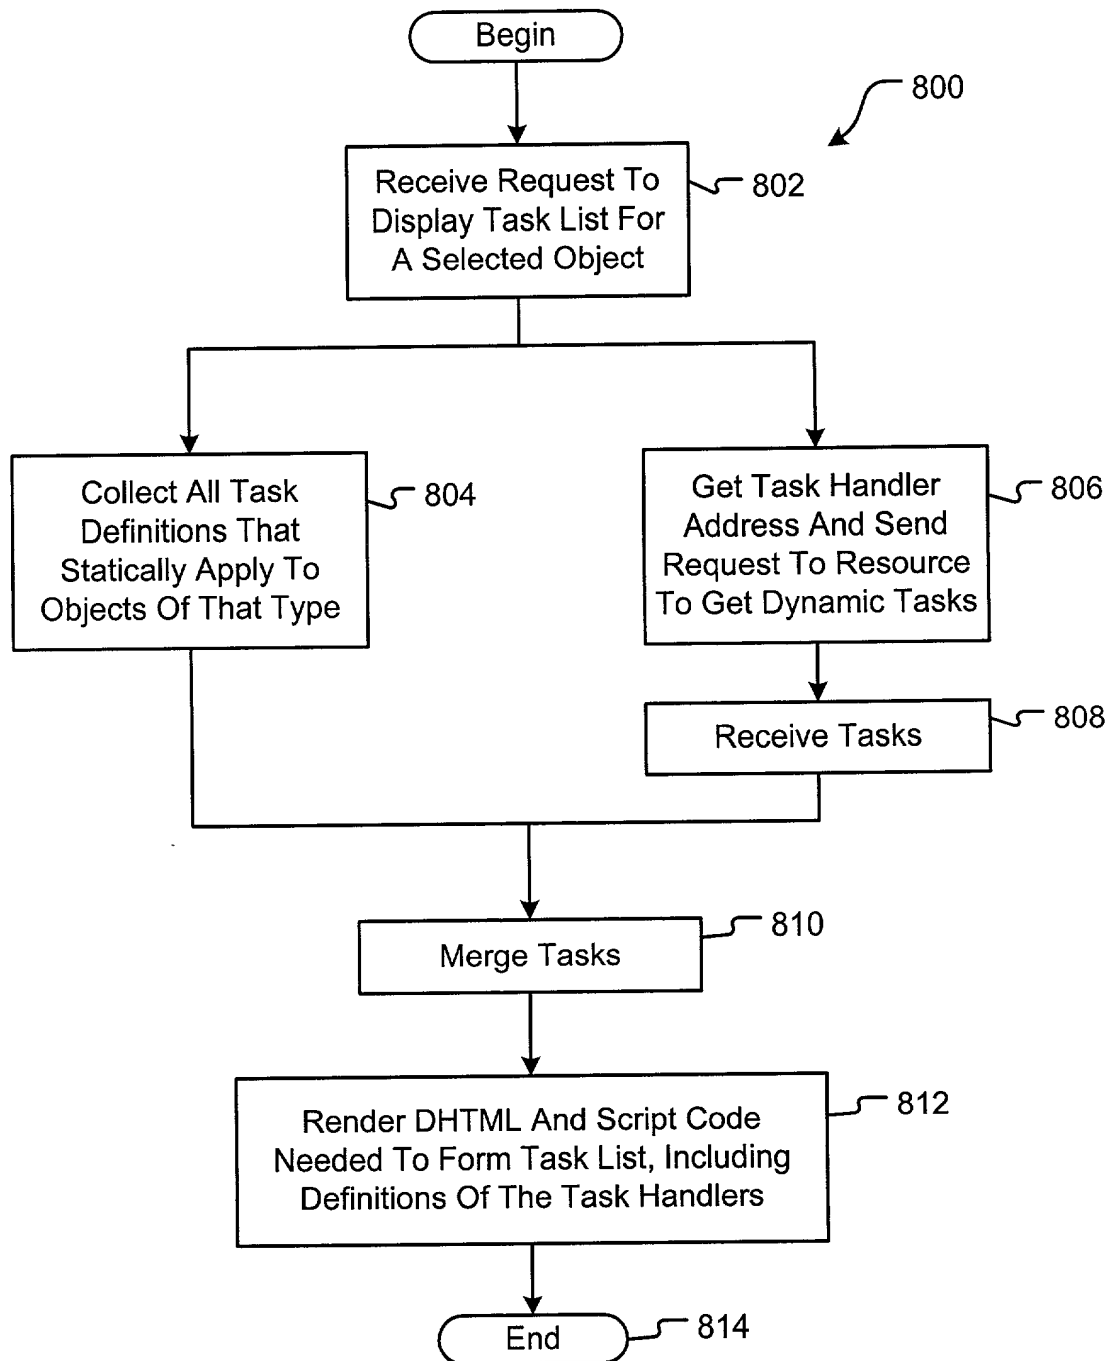 Begin
800
Receive Request To
Display Task List For
A Selected Object
802
Collect All Task
Definitions That
Statically Apply To
Objects Of That Type
804
Get Task Handler
Address And Send
Request To Resource
To Get Dynamic Tasks
806
Receive Tasks
808
Merge Tasks
810
Render DHTML And Script Code
Needed To Form Task List, Including
Definitions Of The Task Handlers
812
End
814